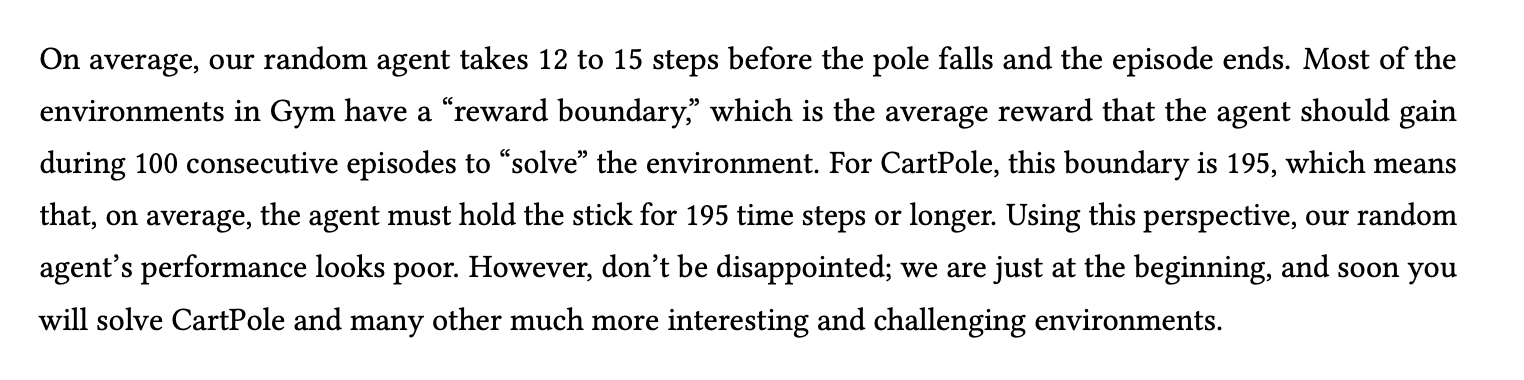 On average, our random agent takes 12 to 15 steps before the pole falls and the episode ends. Most of the
environments in Gym have a “reward boundary,” which is the average reward that the agent should gain
during 100 consecutive episodes to “solve” the environment. For CartPole, this boundary is 195, which means
that, on average, the agent must hold the stick for 195 time steps or longer. Using this perspective, our random
agent’s performance looks poor. However, don’t be disappointed; we are just at the beginning, and soon you
will solve CartPole and many other much more interesting and challenging environments.